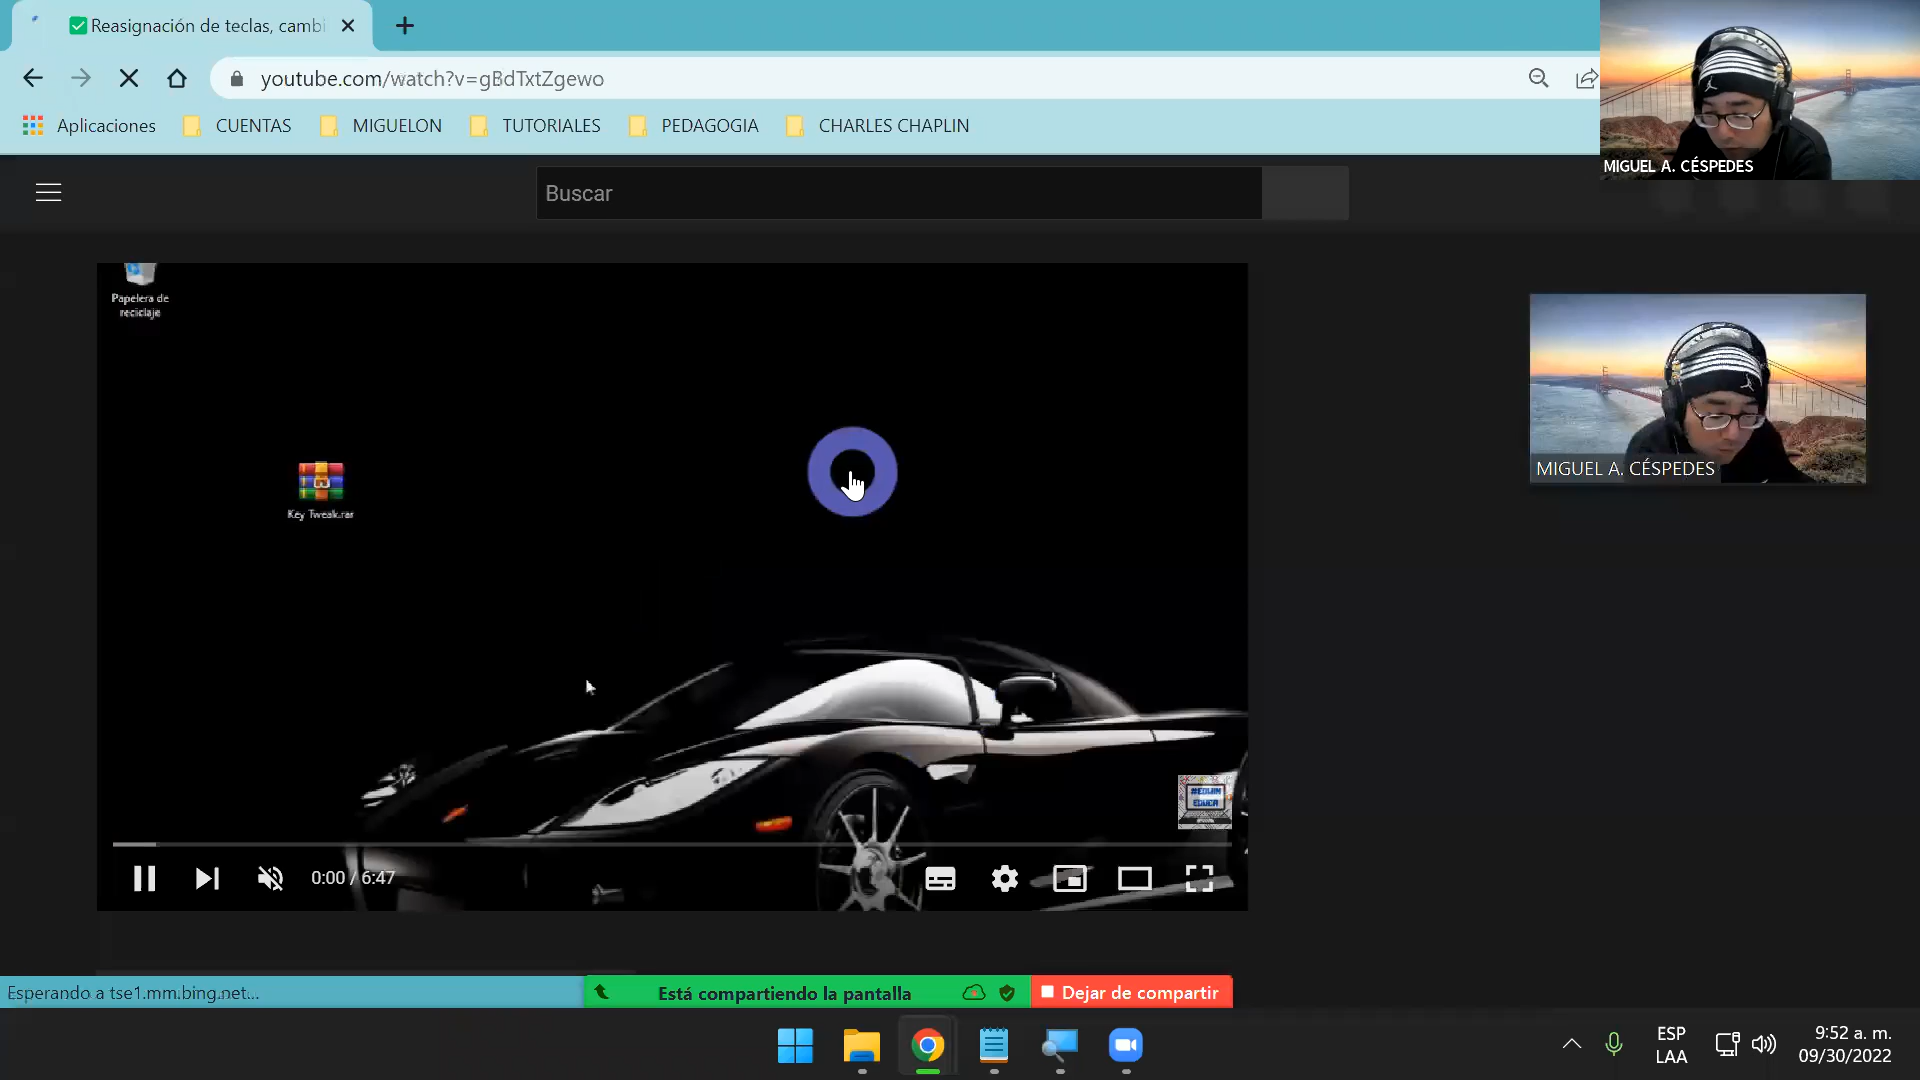 Reasignación de teclas, cambi
youtube.com/watch?v=gBdTxtZgewo
Aplicaciones
CUENTAS
MIGUELON
TUTORIALES
PEDAGOGIA
CHARLES CHAPLIN
MIGUEL A. CÉSPEDES
Buscar
Papelera de
reciclaje
Key Tweak.rar
MIGUEL A. CÉSPEDES
#EDWIN
EDUCA
0:00 / 6:47
Esperando a tse1.mm.bing.net...
Está compartiendo la pantalla
Dejar de compartir
ESP
LAA
9:52 a. m.
09/30/2022